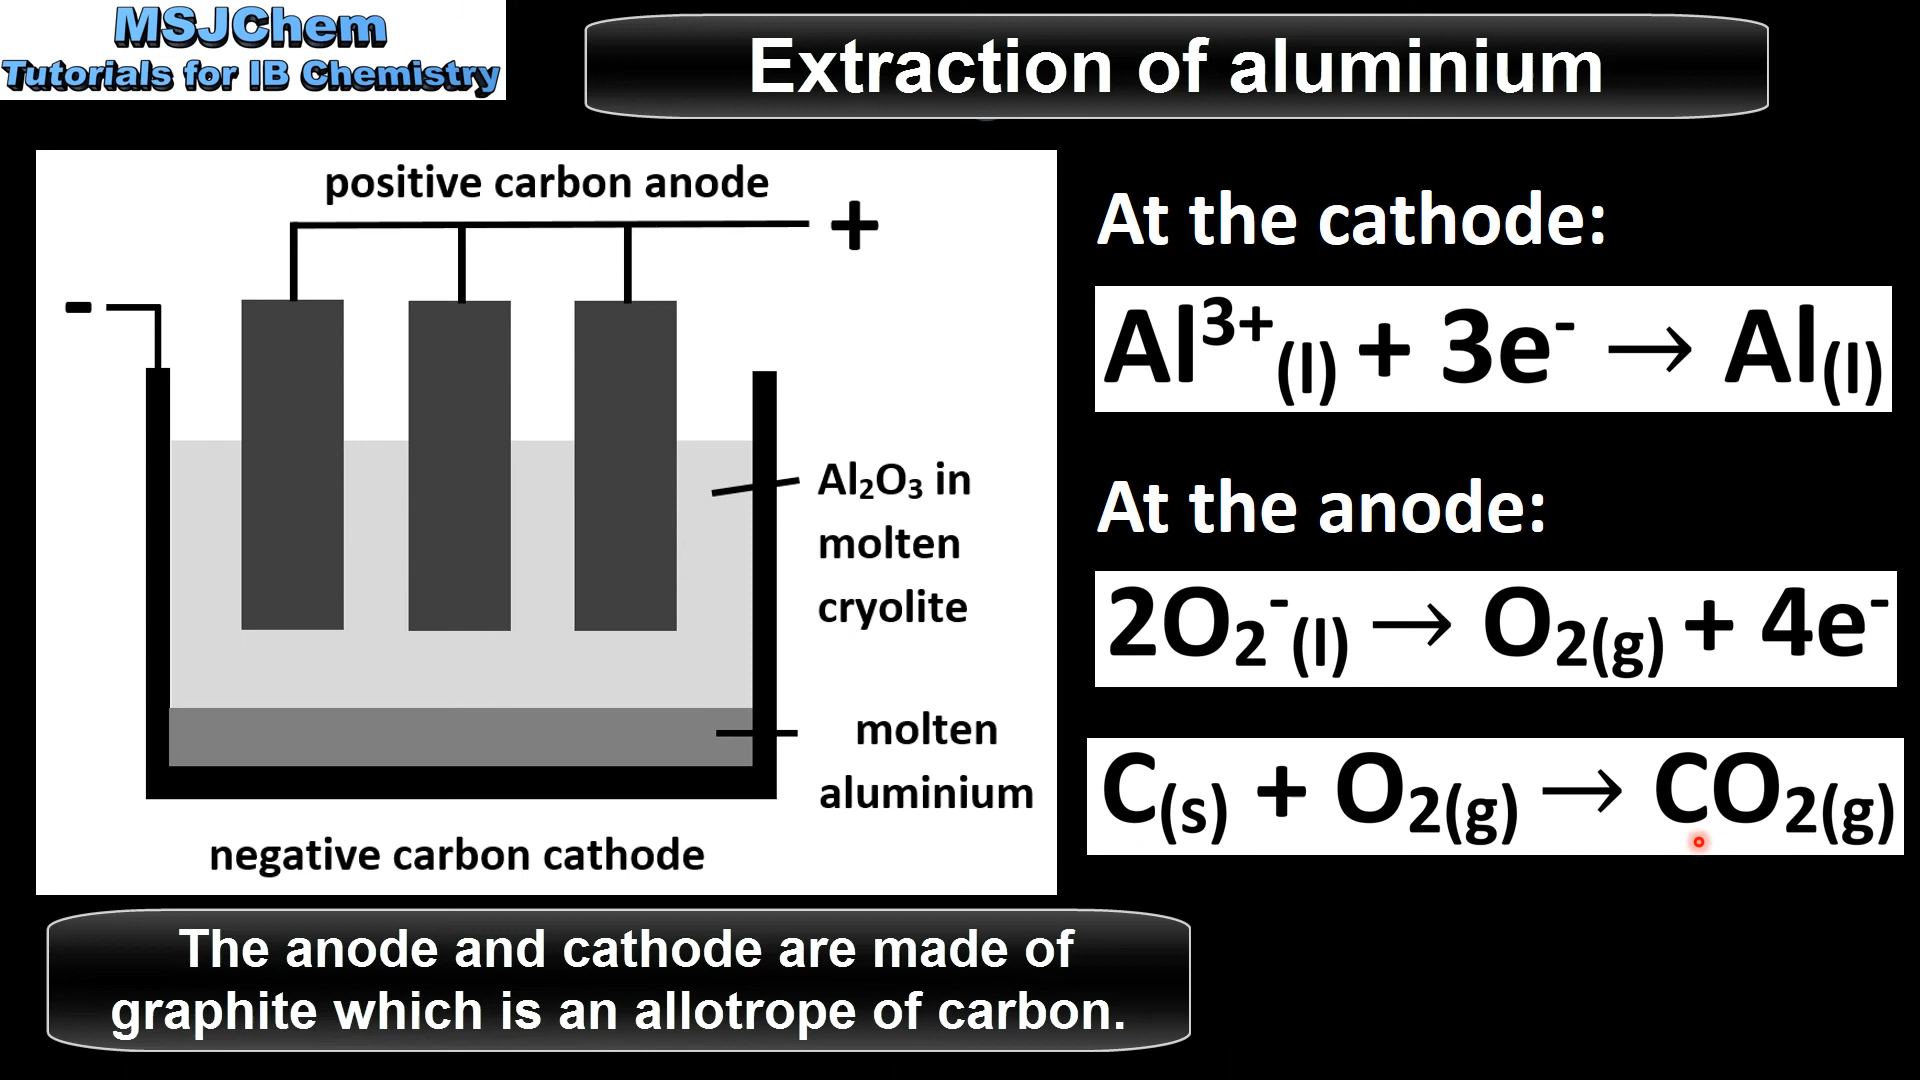 MSJChem
Tutorials for IB Chemistry
Extraction of aluminium
positive carbon anode
+
-
Al₂O₃ in
molten
cryolite
molten
aluminium
negative carbon cathode
At the cathode:
Al³⁺₍ₗ₎ + 3e⁻ → Al₍ₗ₎
At the anode:
2O₂⁻₍ₗ₎ → O₂(g) + 4e⁻
C₍ₛ₎ + O₂(g) → CO₂(g)
The anode and cathode are made of
graphite which is an allotrope of carbon.